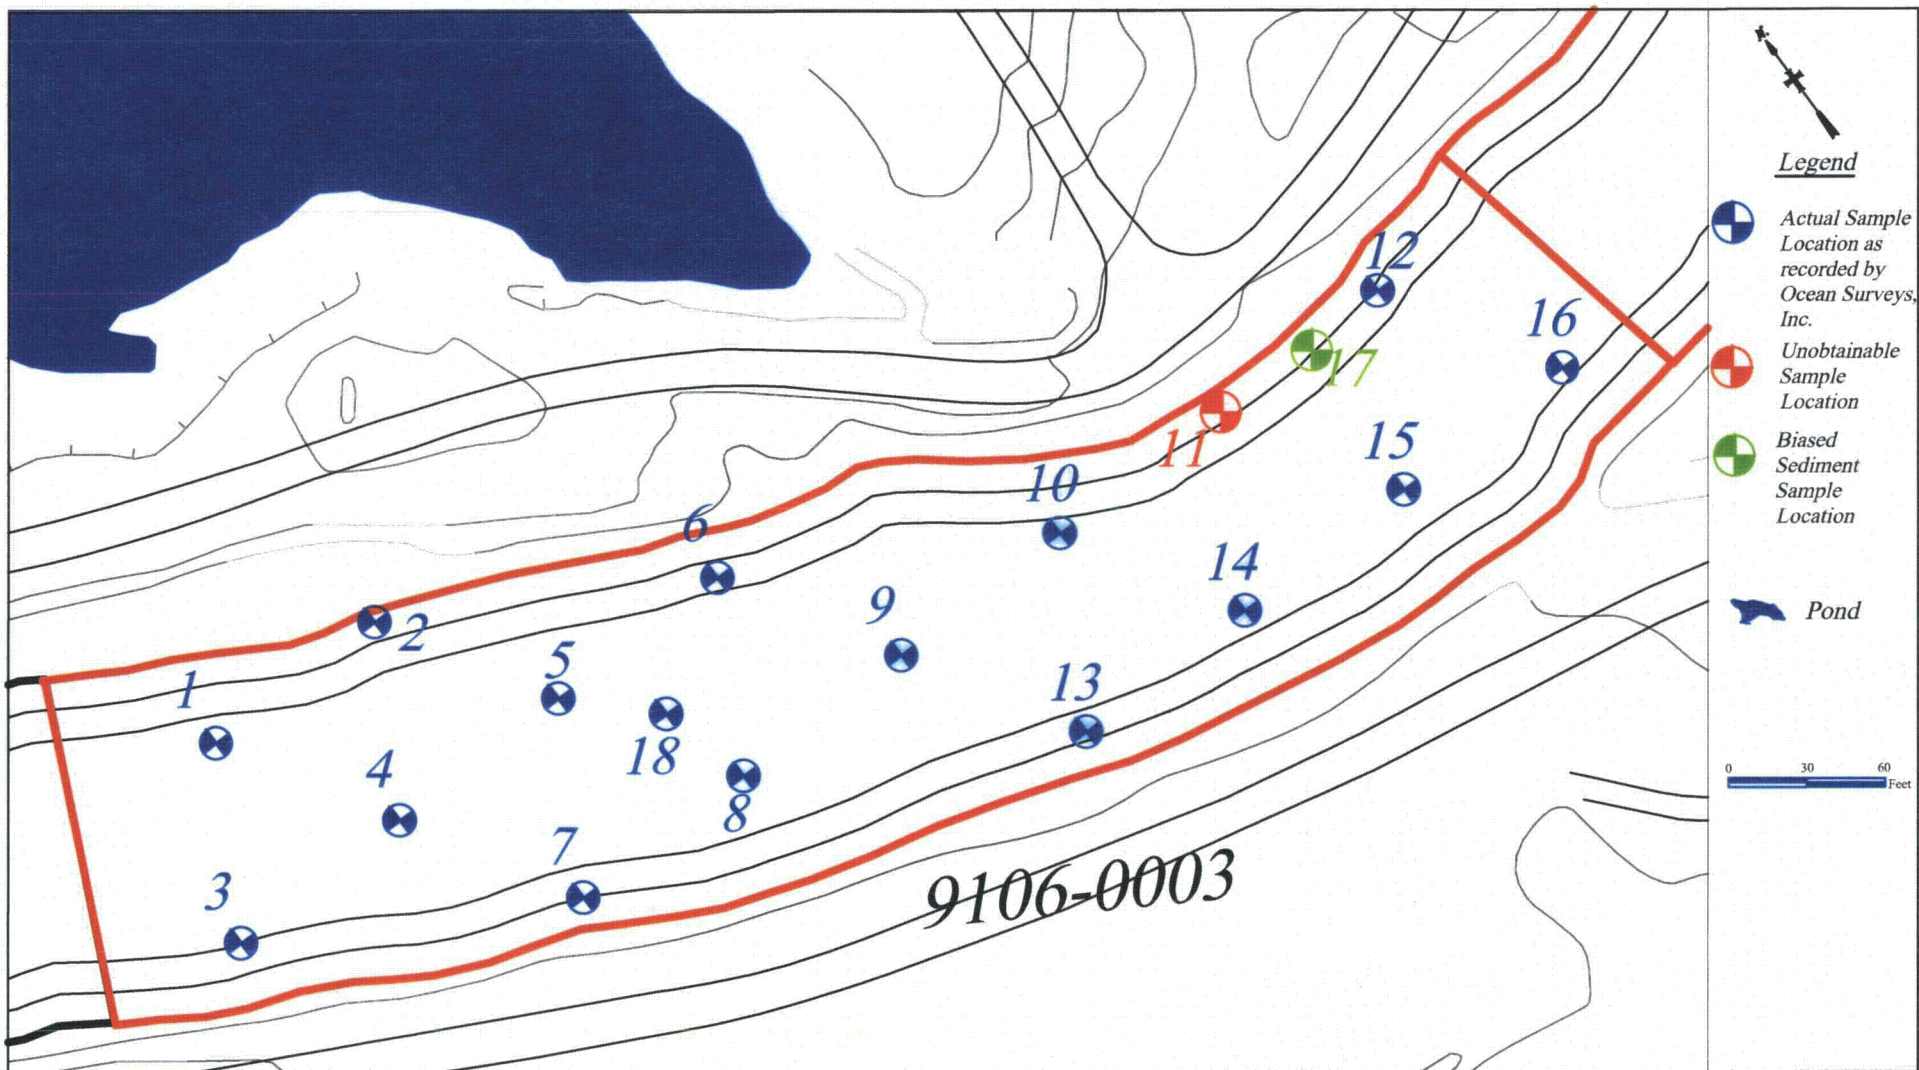 N
Legend
Actual Sample
Location as
recorded by
Ocean Surveys,
Inc.
Unobtainable
Sample
Location
Biased
Sediment
Sample
Location
Pond
0 30 60
Feet
12
16
17
15
11
10
6
14
9
2
5
1
13
18
4
8
7
3
9106-0003